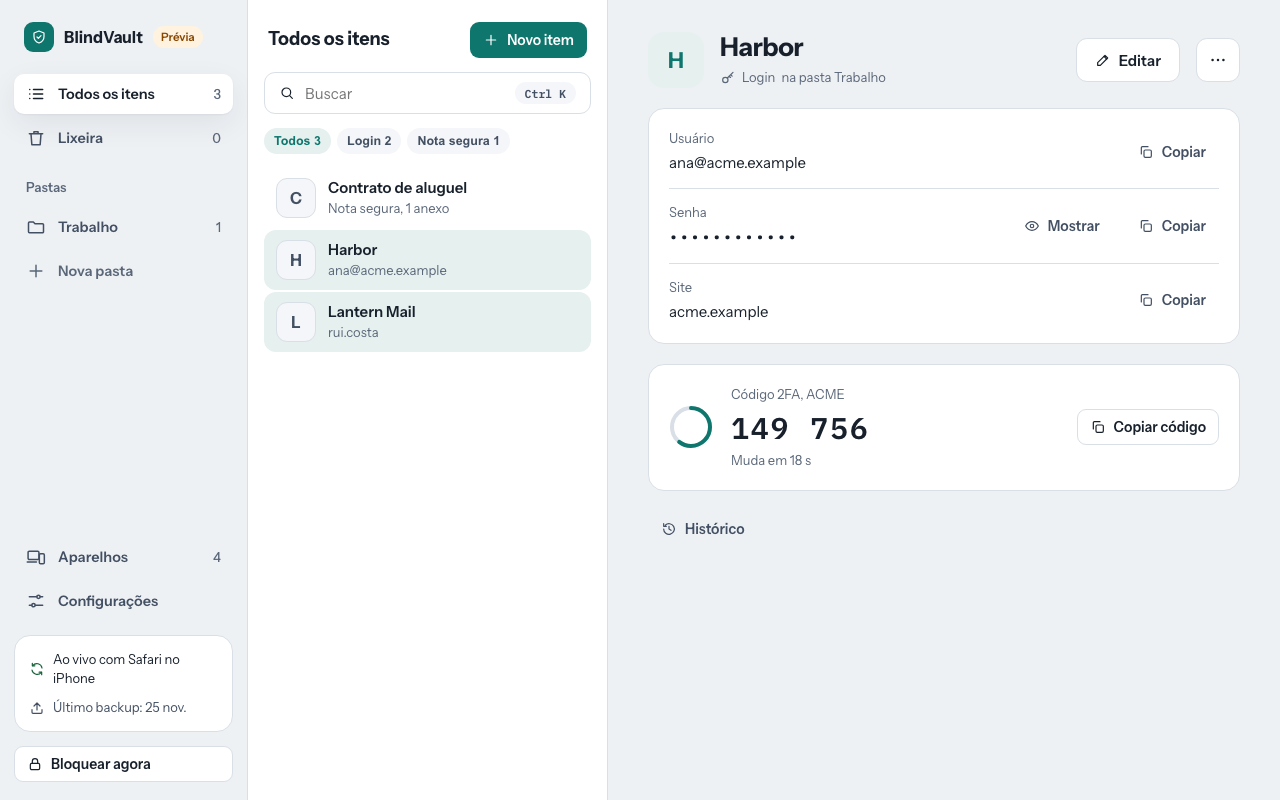 BlindVault
Prévia
Todos os itens 3
Lixeira 0
Pastas
Trabalho 1
Nova pasta
Aparelhos 4
Configurações
Ao vivo com Safari no
iPhone
Último backup: 25 nov.
Bloquear agora
Todos os itens
Novo item
Buscar
Ctrl K
Todos 3
Login 2
Nota segura 1
C
Contrato de aluguel
Nota segura, 1 anexo
H
Harbor
ana@acme.example
L
Lantern Mail
rui.costa
H
Harbor
Login na pasta Trabalho
Editar
Usuário
ana@acme.example
Copiar
Senha
••••••••••••
Mostrar
Copiar
Site
acme.example
Copiar
Código 2FA, ACME
149 756
Muda em 18 s
Copiar código
Histórico